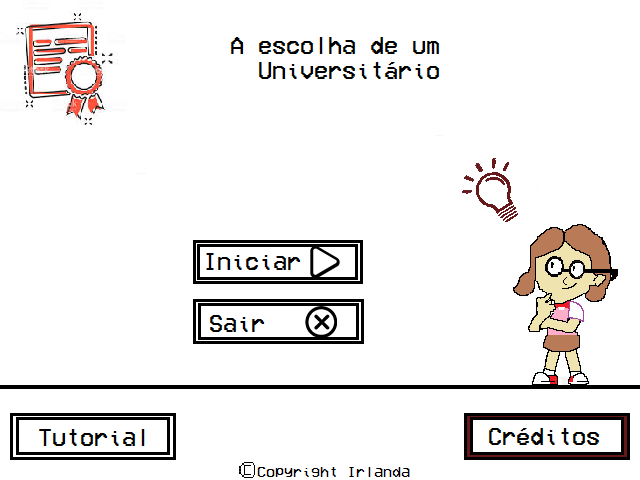 A escolha de um
Universitário
Iniciar
Sair
Tutorial
Créditos
©Copyright Irlanda